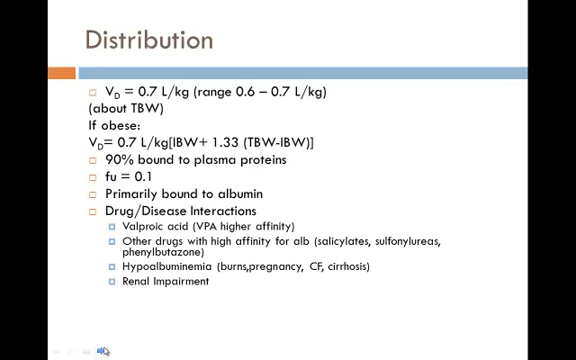 Distribution
V_D = 0.7 L/kg (range 0.6 – 0.7 L/kg)
(about TBW)
If obese:
V_D= 0.7 L/kg[IBW+ 1.33 (TBW-IBW)]
90% bound to plasma proteins
fu = 0.1
Primarily bound to albumin
Drug/Disease Interactions
Valproic acid (VPA higher affinity)
Other drugs with high affinity for alb (salicylates, sulfonylureas,
phenylbutazone)
Hypoalbuminemia (burns,pregnancy, CF, cirrhosis)
Renal Impairment